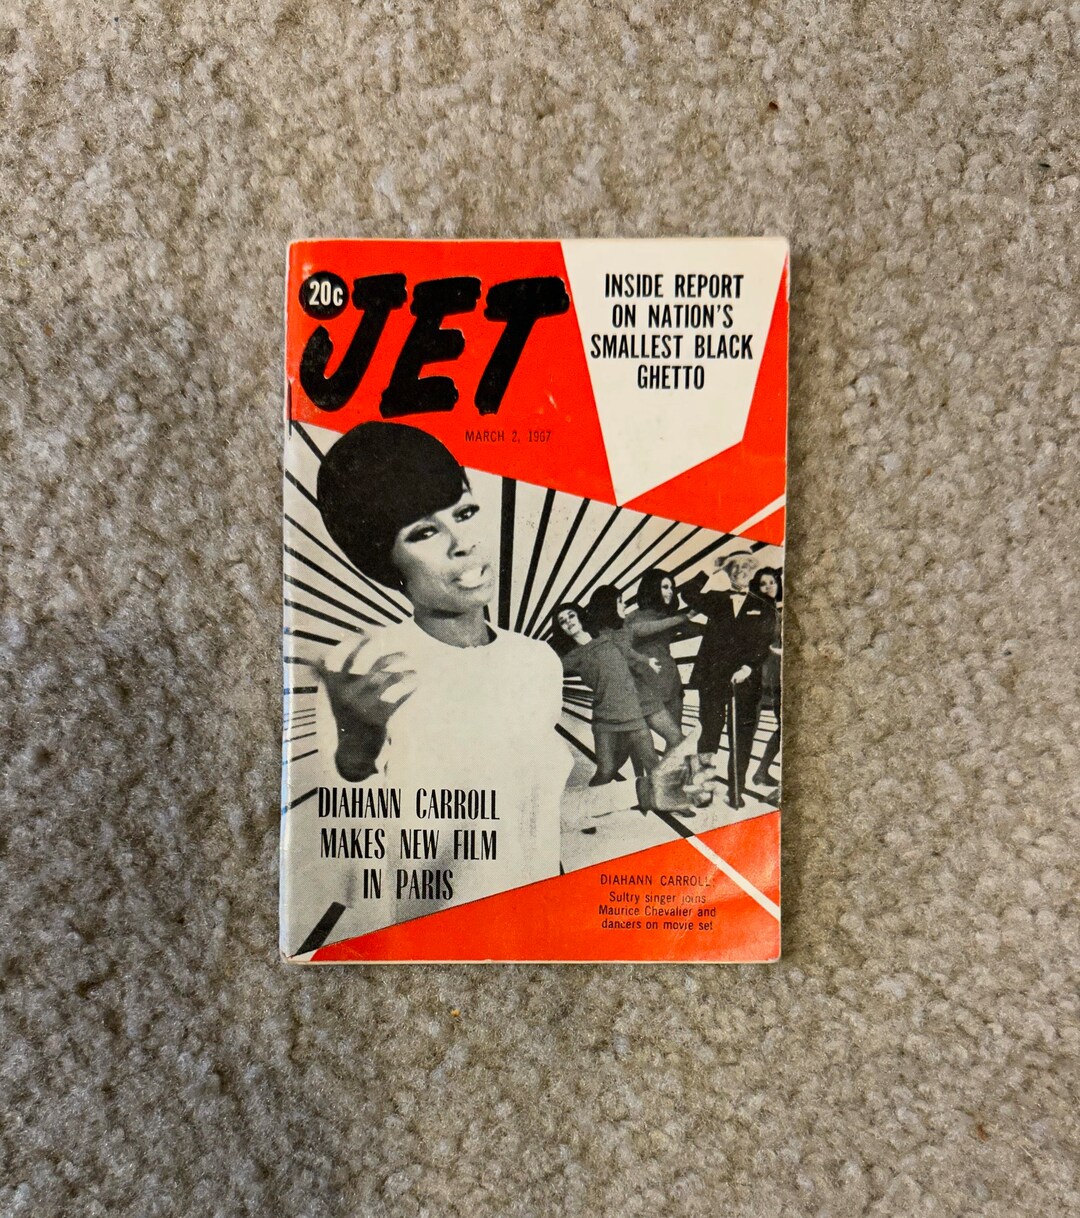 20c
JET
MARCH 2, 1967
INSIDE REPORT
ON NATION'S
SMALLEST BLACK
GHETTO
DIAHANN CARROLL
MAKES NEW FILM
IN PARIS
DIAHANN CARROLL:
Sultry singer joins
Maurice Chevalier and
dancers on movie set